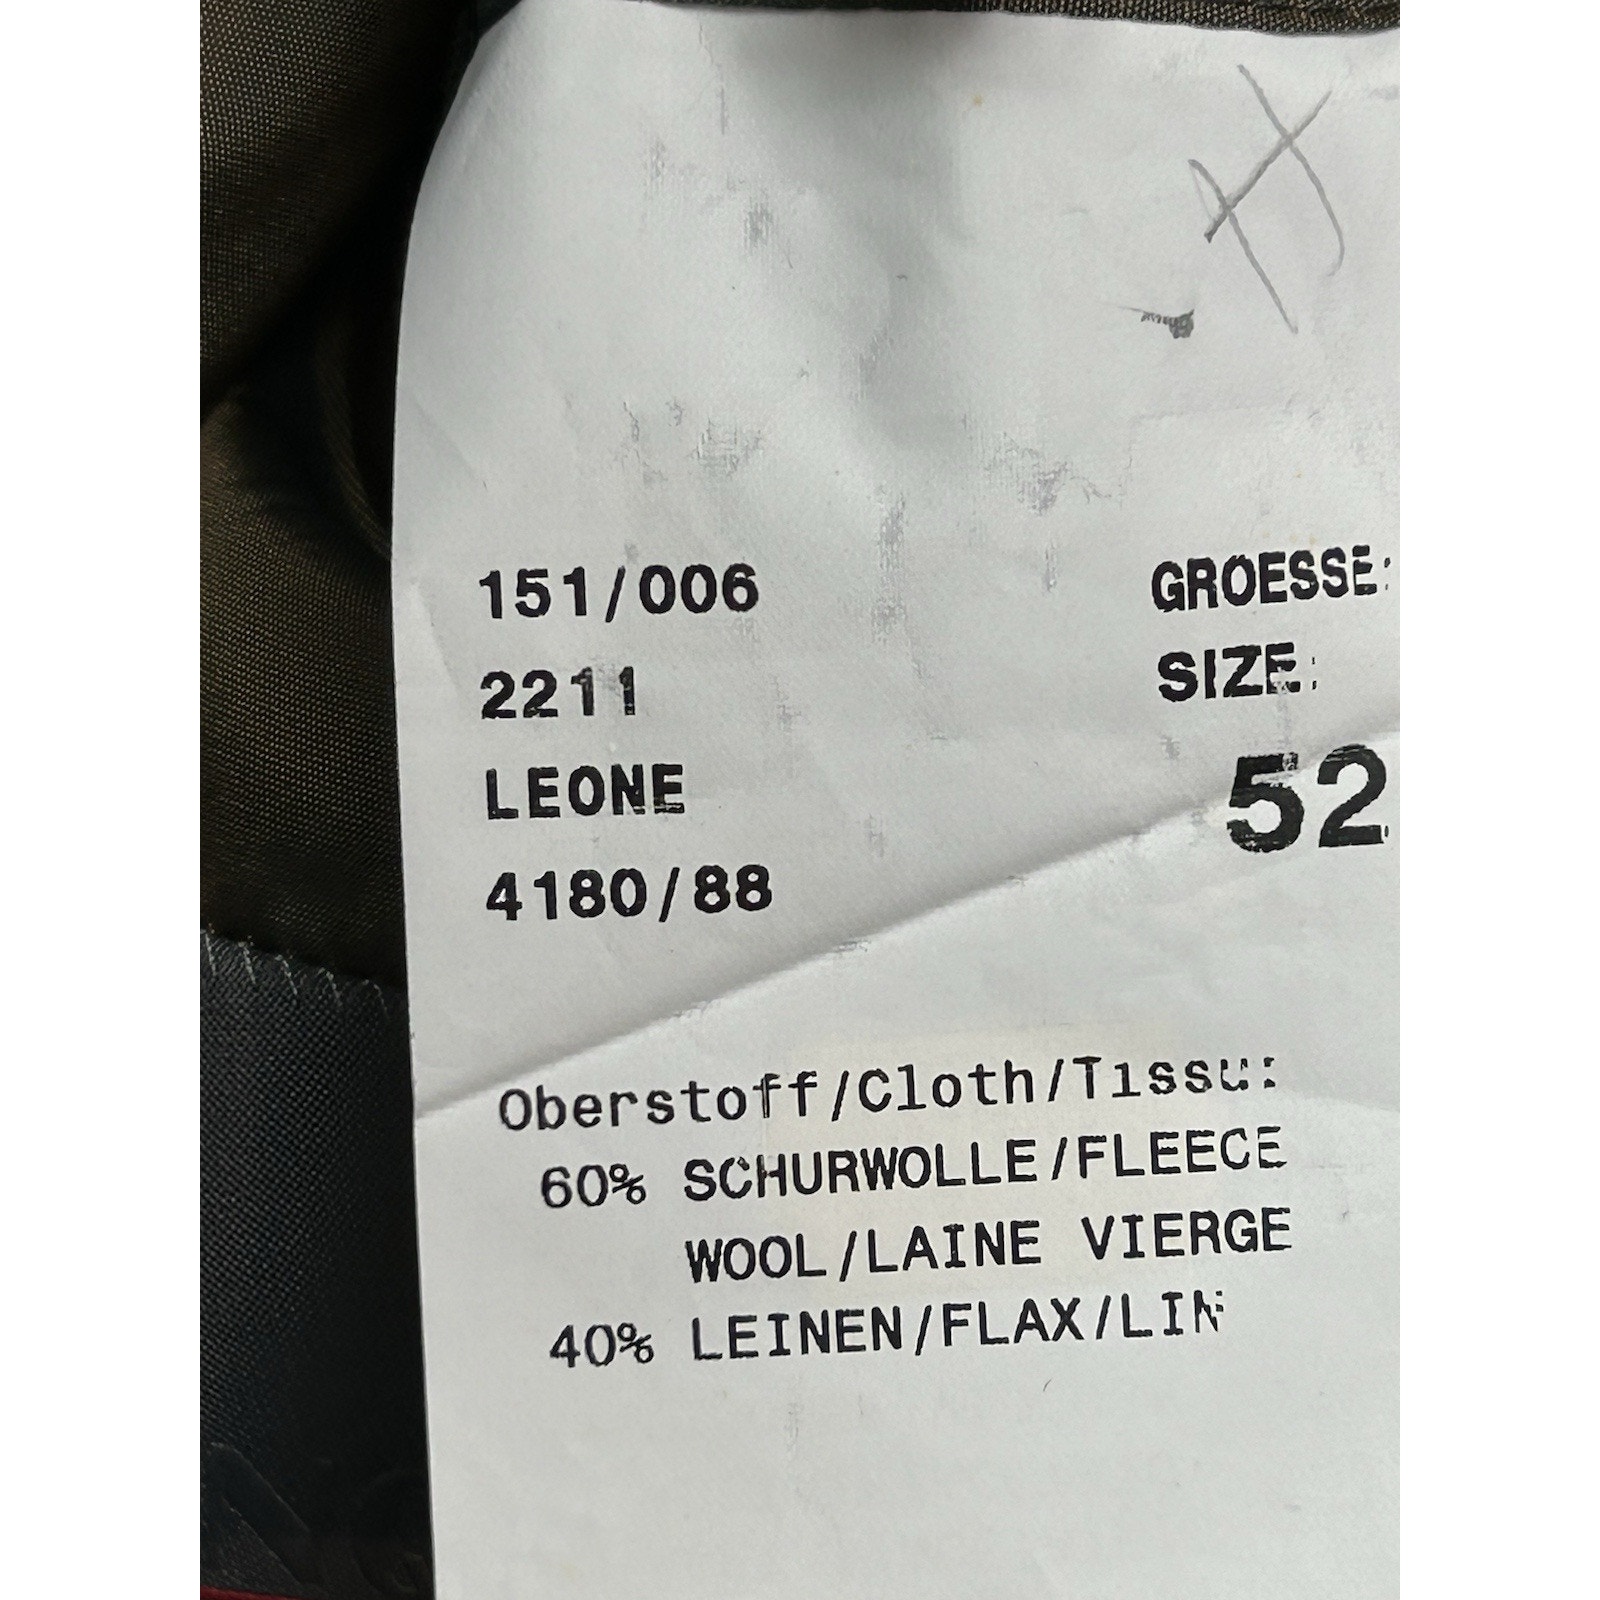 151/006
2211
LEONE
4180/88
GROESSE:
SIZE:
52
Oberstoff/Cloth/Tissu:
60% SCHURWOLLE/FLEECE
WOOL/LAINE VIERGE
40% LEINEN/FLAX/LIN